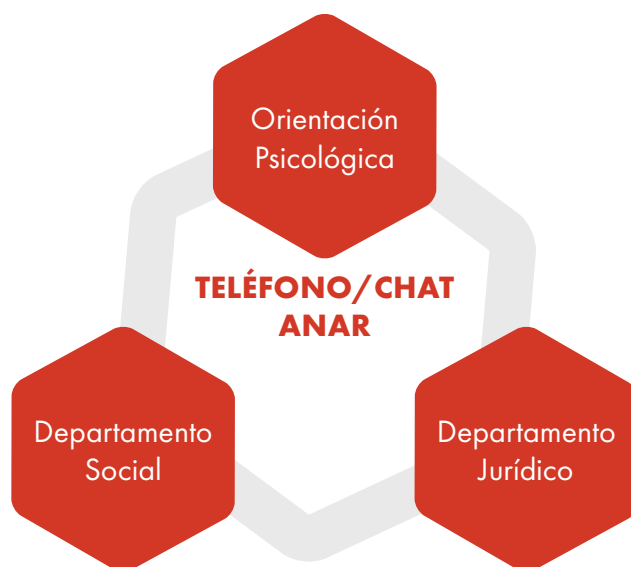 Orientación
Psicológica
TELÉFONO/CHAT
ANAR
Departamento
Social
Departamento
Jurídico